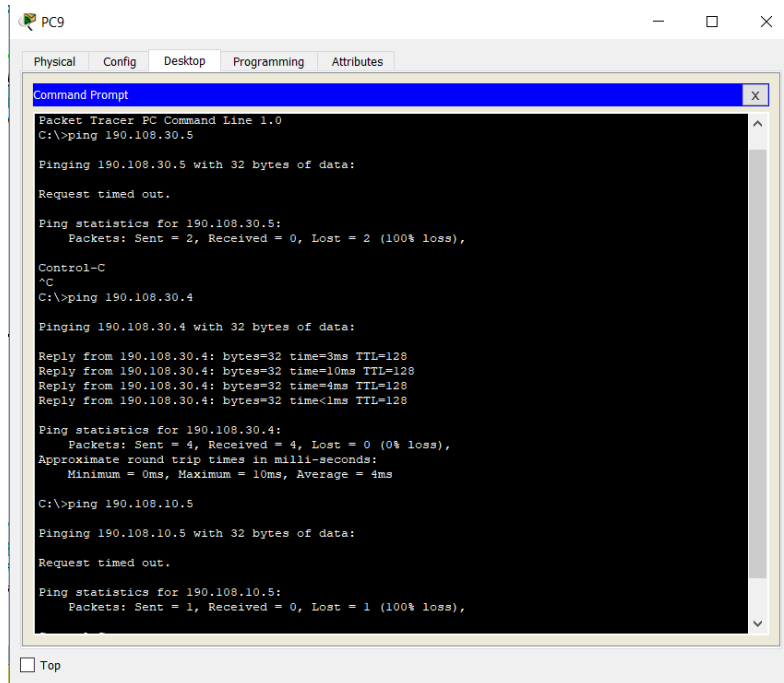 PC9
Physical Config Desktop Programming Attributes
Command Prompt
X
Packet Tracer PC Command Line 1.0
C:\>ping 190.108.30.5
Pinging 190.108.30.5 with 32 bytes of data:
Request timed out.
Ping statistics for 190.108.30.5:
Packets: Sent = 2, Received = 0, Lost = 2 (100% loss),
Control-C
^C
C:\>ping 190.108.30.4
Pinging 190.108.30.4 with 32 bytes of data:
Reply from 190.108.30.4: bytes=32 time=3ms TTL=128
Reply from 190.108.30.4: bytes=32 time=10ms TTL=128
Reply from 190.108.30.4: bytes=32 time=4ms TTL=128
Reply from 190.108.30.4: bytes=32 time<1ms TTL=128
Ping statistics for 190.108.30.4:
Packets: Sent = 4, Received = 4, Lost = 0 (0% loss),
Approximate round trip times in milli-seconds:
Minimum = 0ms, Maximum = 10ms, Average = 4ms
C:\>ping 190.108.10.5
Pinging 190.108.10.5 with 32 bytes of data:
Request timed out.
Ping statistics for 190.108.10.5:
Packets: Sent = 1, Received = 0, Lost = 1 (100% loss),
Top